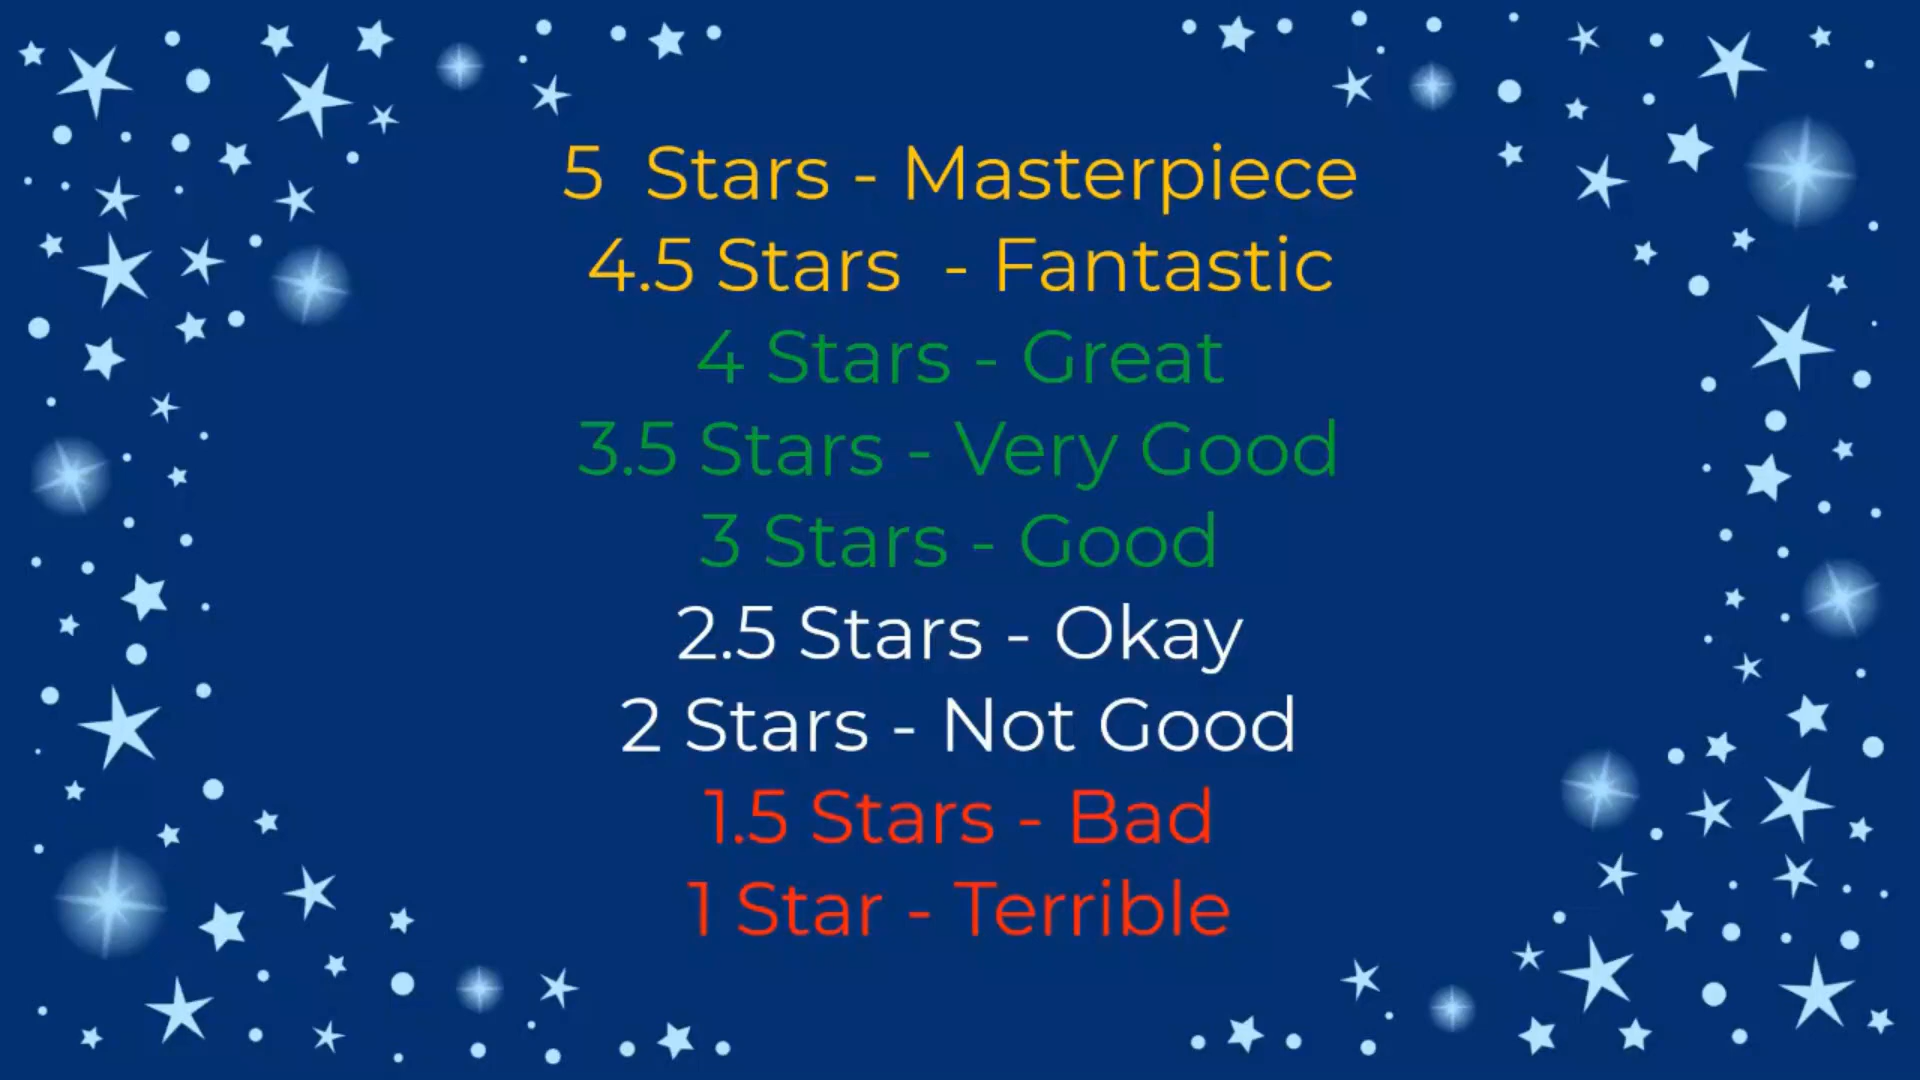 5  Stars - Masterpiece
4.5 Stars  - Fantastic
4 Stars - Great
3.5 Stars - Very Good
3 Stars - Good
2.5 Stars - Okay
2 Stars - Not Good
1.5 Stars - Bad
1 Star - Terrible